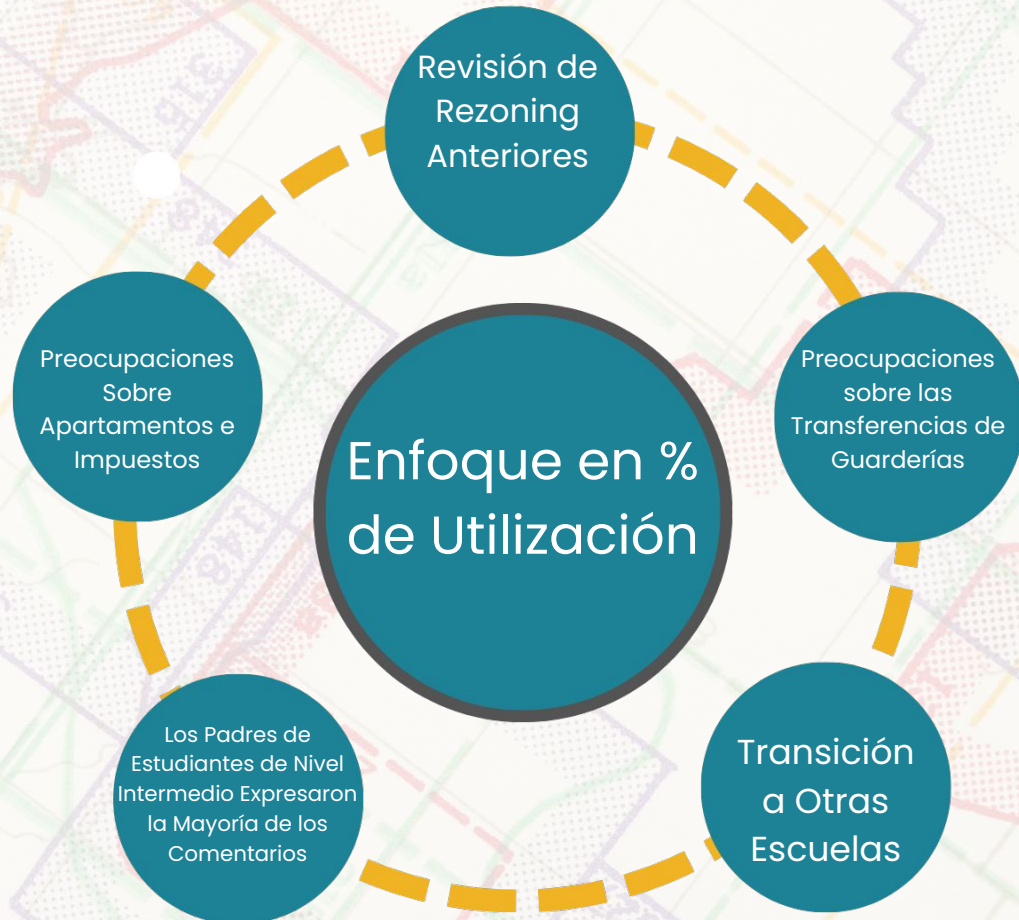 Revisión de
Rezoning
Anteriores
Preocupaciones
Sobre
Apartamentos e
Impuestos
Preocupaciones
sobre las
Transferencias de
Guarderías
Enfoque en %
de Utilización
Los Padres de
Estudiantes de Nivel
Intermedio Expresaron
la Mayoría de los
Comentarios
Transición
a Otras
Escuelas